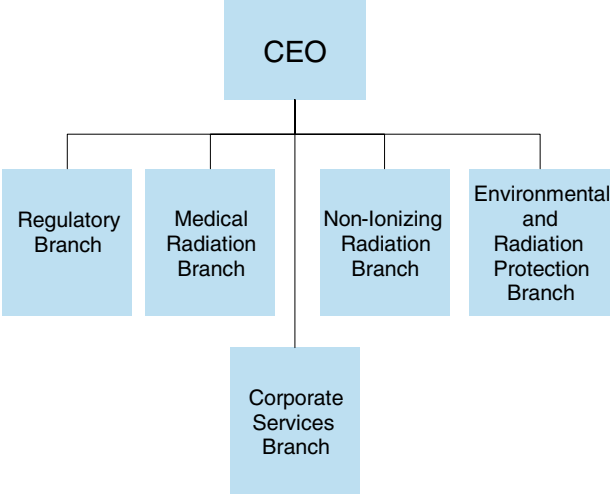 CEO
Regulatory
Branch
Medical
Radiation
Branch
Non-Ionizing
Radiation
Branch
Environmental
and
Radiation
Protection
Branch
Corporate
Services
Branch